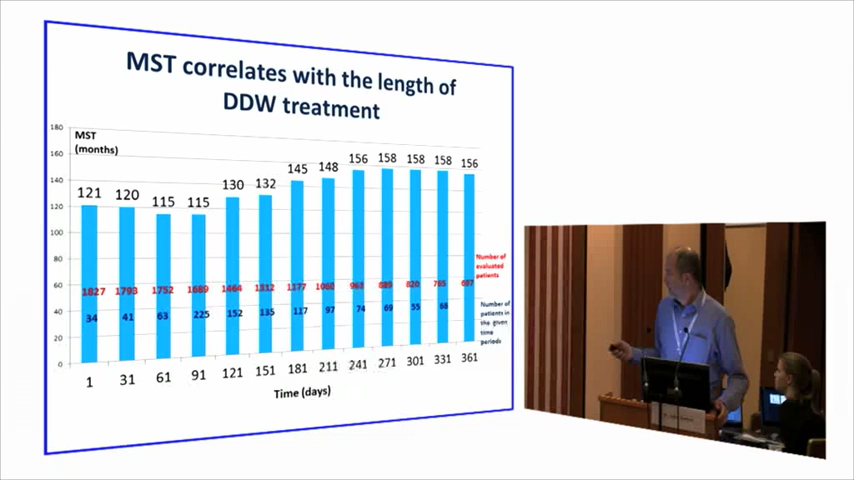 MST correlates with the length of
DDW treatment
MST
(months)
180
160
140
120
100
80
60
40
20
0
121 120 115 115 130 132 145 148 156 158 158 158 156
1827 1793 1752 1689 1464 1312 1177 1060 963 889 820 765 697
34 41 63 225 152 135 117 97 74 69 55 68
Number of
evaluated
patients
Number of
patients in
the given
time
periods
1 31 61 91 121 151 181 211 241 271 301 331 361
Time (days)